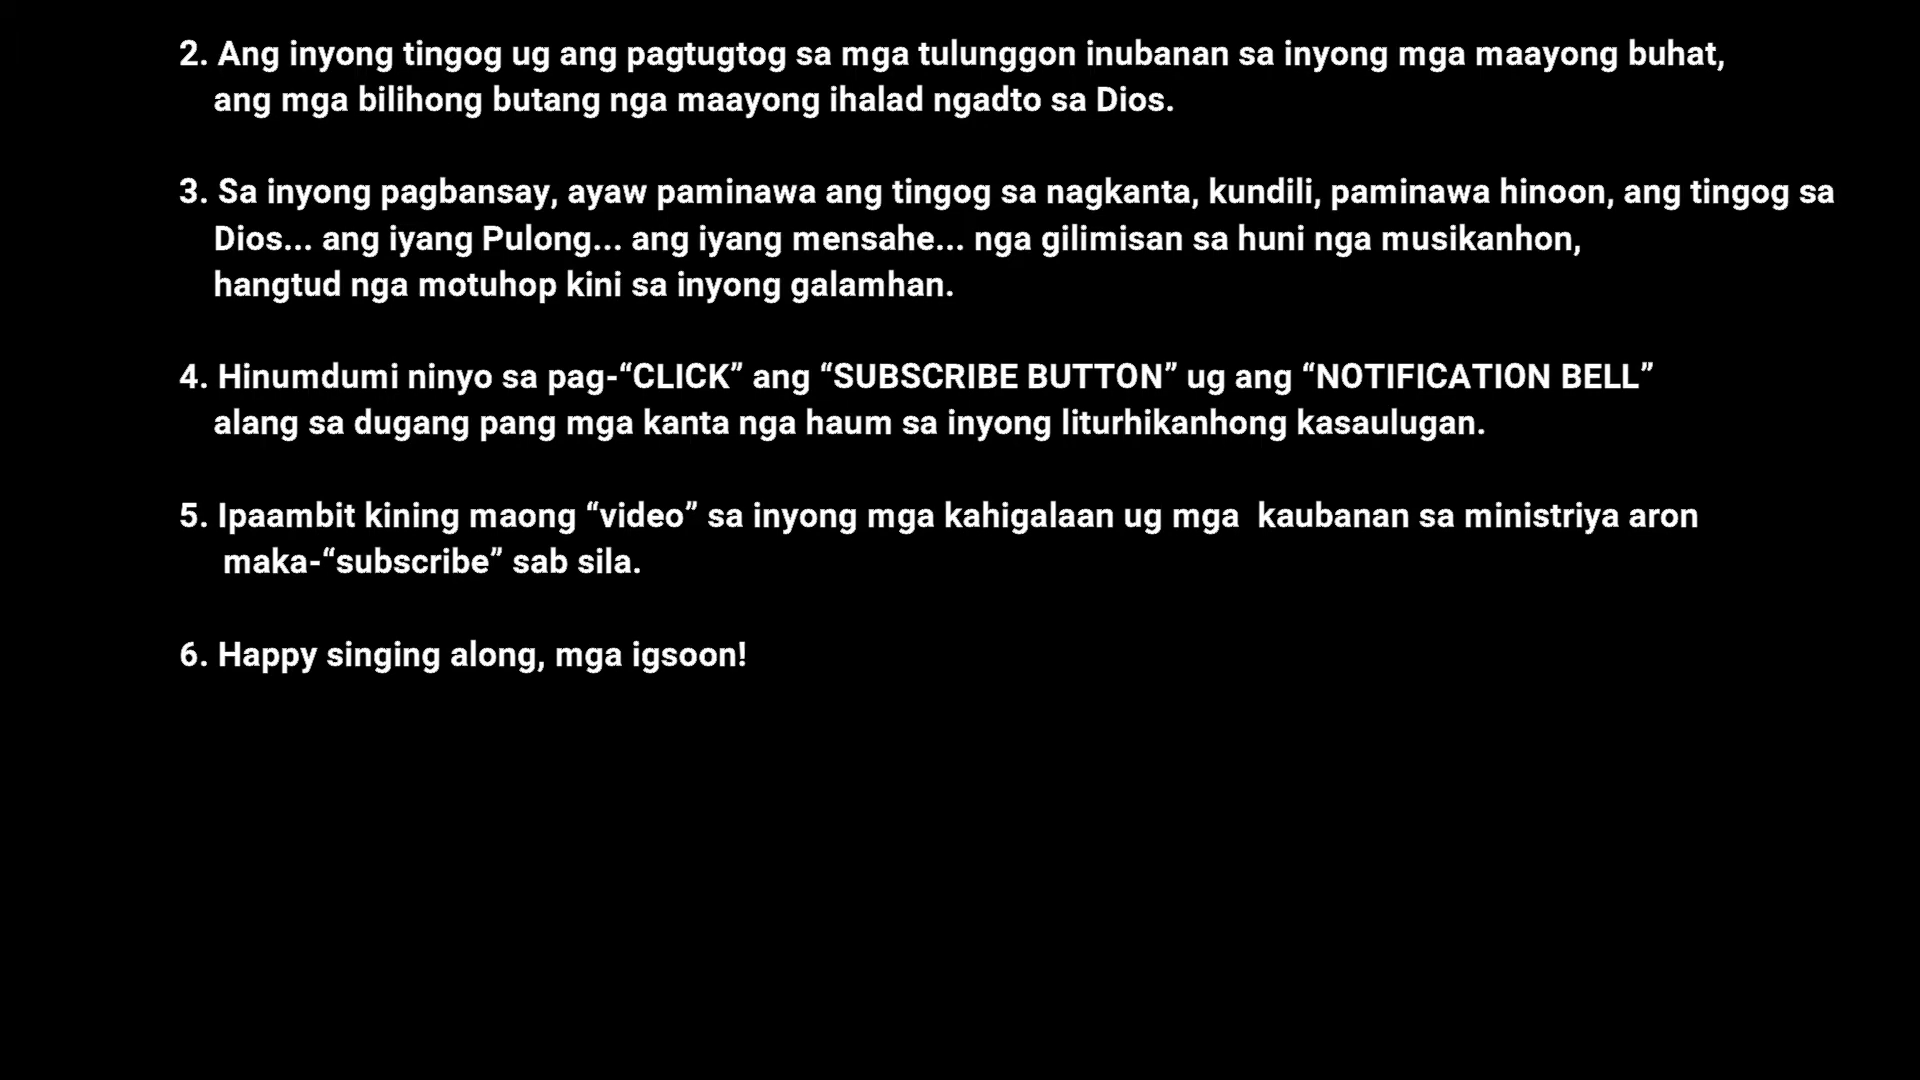 2. Ang inyong tingog ug ang pagtugtog sa mga tulunggon inubanan sa inyong mga maayong buhat,
ang mga bilihong butang nga maayong ihalad ngadto sa Dios.
3. Sa inyong pagbansay, ayaw paminawa ang tingog sa nagkanta, kundili, paminawa hinoon, ang tingog sa
Dios... ang iyang Pulong... ang iyang mensahe... nga gilimisan sa huni nga musikanhon,
hangtud nga motuhop kini sa inyong galamhan.
4. Hinumdumi ninyo sa pag-“CLICK” ang “SUBSCRIBE BUTTON” ug ang “NOTIFICATION BELL”
alang sa dugang pang mga kanta nga haum sa inyong liturhikanhong kasaulugan.
5. Ipaambit kining maong “video” sa inyong mga kahigalaan ug mga  kaubanan sa ministriya aron
maka-“subscribe” sab sila.
6. Happy singing along, mga igsoon!